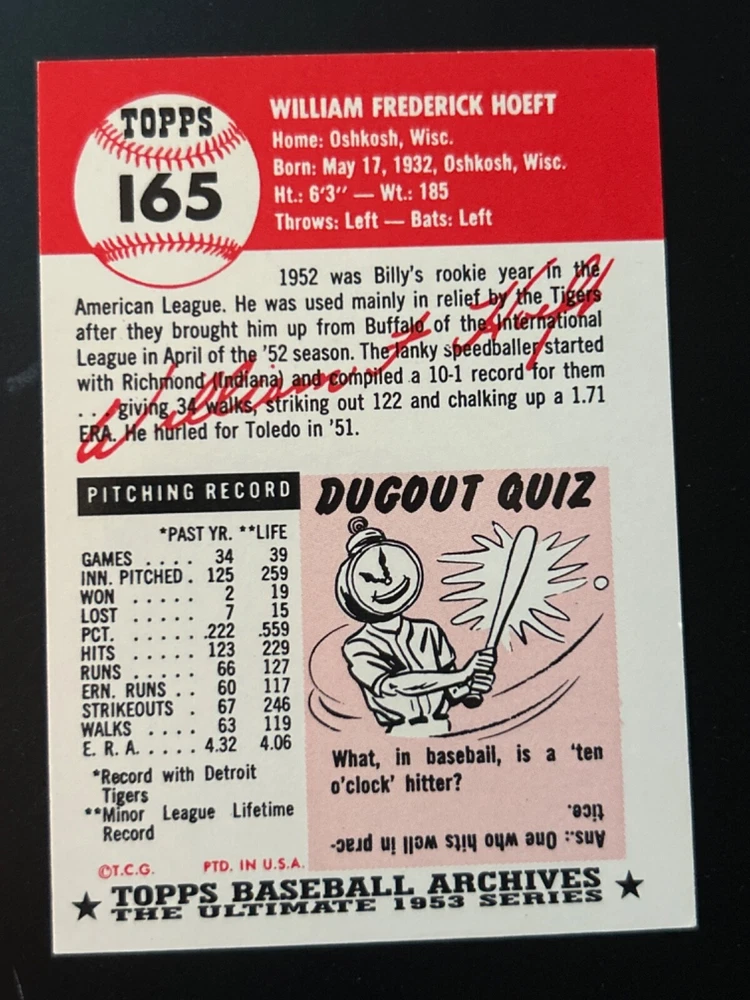 TOPPS
165
WILLIAM FREDERICK HOEFT
Home: Oshkosh, Wisc.
Born: May 17, 1932, Oshkosh, Wisc.
Ht.: 6'3'' — Wt.: 185
Throws: Left — Bats: Left
1952 was Billy's rookie year in the
American League. He was used mainly in relief by the Tigers
after they brought him up from Buffalo of the International
League in April of the '52 season. The lanky speedballer started
with Richmond (Indiana) and compiled a 10-1 record for them
. . . giving 34 walks, striking out 122 and chalking up a 1.71
ERA. He hurled for Toledo in '51.
William F. Hoeft
PITCHING RECORD
*PAST YR. **LIFE
GAMES . . . . 34 39
INN. PITCHED . 125 259
WON . . . . . 2 19
LOST . . . . . 7 15
PCT. . . . . . .222 .559
HITS . . . . . 123 229
RUNS . . . . . 66 127
ERN. RUNS . . 60 117
STRIKEOUTS . 67 246
WALKS . . . . 63 119
E. R. A. . . . . . 4.32 4.06
*Record with Detroit
Tigers
**Minor League Lifetime
Record
DUGOUT QUIZ
What, in baseball, is a 'ten
o'clock' hitter?
Ans.: One who hits well in prac-
tice.
©T.C.G. PTD. IN U.S.A.
★ TOPPS BASEBALL ARCHIVES ★
THE ULTIMATE 1953 SERIES